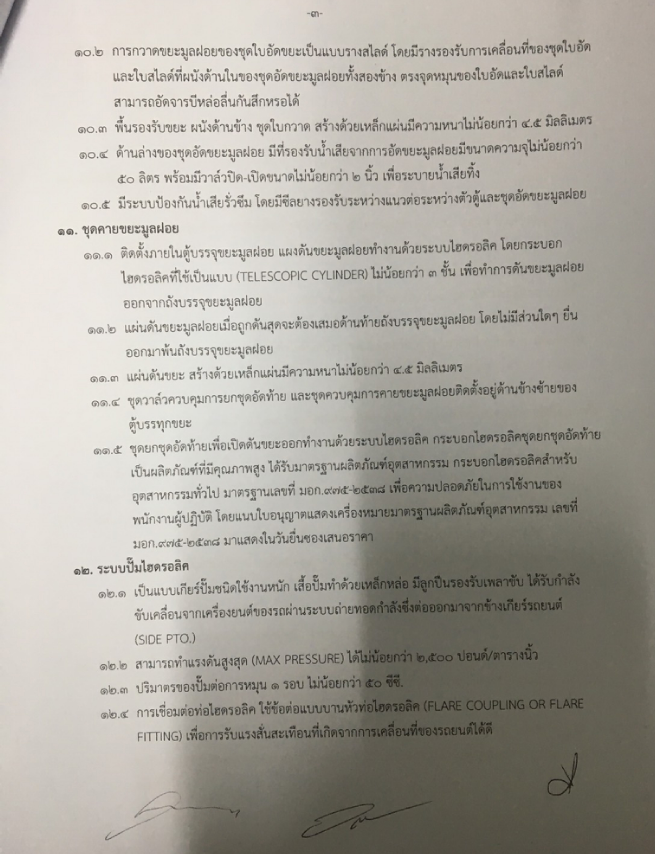 -๓-
๑๐.๒ การกวาดขยะมูลฝอยของชุดใบอัดขยะเป็นแบบรางสไลด์ โดยมีรางรองรับการเคลื่อนที่ของชุดใบอัด
และใบสไลด์ที่ผนังด้านในของชุดอัดขยะมูลฝอยทั้งสองข้าง ตรงจุดหมุนของใบอัดและใบสไลด์
สามารถอัดจารบีหล่อลื่นกันสึกหรอได้
๑๐.๓ พื้นรองรับขยะ ผนังด้านข้าง ชุดใบกวาด สร้างด้วยเหล็กแผ่นมีความหนาไม่น้อยกว่า ๔.๕ มิลลิเมตร
๑๐.๔ ด้านล่างของชุดอัดขยะมูลฝอย มีที่รองรับน้ำเสียจากการอัดขยะมูลฝอยมีขนาดความจุไม่น้อยกว่า
๕๐ ลิตร พร้อมมีวาล์วปิด-เปิดขนาดไม่น้อยกว่า ๒ นิ้ว เพื่อระบายน้ำเสียทิ้ง
๑๐.๕ มีระบบป้องกันน้ำเสียรั่วซึม โดยมีซีลยางรองรับระหว่างแนวต่อระหว่างตัวตู้และชุดอัดขยะมูลฝอย
๑๑. ชุดคายขยะมูลฝอย
๑๑.๑ ติดตั้งภายในตู้บรรจุขยะมูลฝอย แผงดันขยะมูลฝอยทำงานด้วยระบบไฮดรอลิค โดยกระบอก
ไฮดรอลิคที่ใช้เป็นแบบ (TELESCOPIC CYLINDER) ไม่น้อยกว่า ๓ ชั้น เพื่อทำการดันขยะมูลฝอย
ออกจากถังบรรจุขยะมูลฝอย
๑๑.๒ แผ่นดันขยะมูลฝอยเมื่อถูกดันสุดจะต้องเสมอด้านท้ายถังบรรจุขยะมูลฝอย โดยไม่มีส่วนใดๆ ยื่น
ออกมาพ้นถังบรรจุขยะมูลฝอย
๑๑.๓ แผ่นดันขยะ สร้างด้วยเหล็กแผ่นมีความหนาไม่น้อยกว่า ๔.๕ มิลลิเมตร
๑๑.๔ ชุดวาล์วควบคุมการยกชุดอัดท้าย และชุดควบคุมการคายขยะมูลฝอยติดตั้งอยู่ด้านข้างซ้ายของ
ตู้บรรทุกขยะ
๑๑.๕ ชุดยกชุดอัดท้ายเพื่อเปิดดันขยะออกทำงานด้วยระบบไฮดรอลิค กระบอกไฮดรอลิคชุดยกชุดอัดท้าย
เป็นผลิตภัณฑ์ที่มีคุณภาพสูง ได้รับมาตรฐานผลิตภัณฑ์อุตสาหกรรม กระบอกไฮดรอลิคสำหรับ
อุตสาหกรรมทั่วไป มาตรฐานเลขที่ มอก.๙๗๕-๒๕๓๘ เพื่อความปลอดภัยในการใช้งานของ
พนักงานผู้ปฏิบัติ โดยแนบใบอนุญาตแสดงเครื่องหมายมาตรฐานผลิตภัณฑ์อุตสาหกรรม เลขที่
มอก.๙๗๕-๒๕๓๘ มาแสดงในวันยื่นซองเสนอราคา
๑๒. ระบบปั๊มไฮดรอลิค
๑๒.๑ เป็นแบบเกียร์ปั๊มชนิดใช้งานหนัก เสื้อปั๊มทำด้วยเหล็กหล่อ มีลูกปืนรองรับเพลาขับ ได้รับกำลัง
ขับเคลื่อนจากเครื่องยนต์ของรถผ่านระบบถ่ายทอดกำลังซึ่งต่อออกมาจากข้างเกียร์รถยนต์
(SIDE PTO.)
๑๒.๒ สามารถทำแรงดันสูงสุด (MAX PRESSURE) ได้ไม่น้อยกว่า ๒,๕๐๐ ปอนด์/ตารางนิ้ว
๑๒.๓ ปริมาตรของปั๊มต่อการหมุน ๑ รอบ ไม่น้อยกว่า ๕๐ ซีซี.
๑๒.๔ การเชื่อมต่อท่อไฮดรอลิค ใช้ข้อต่อแบบบานหัวท่อไฮดรอลิค (FLARE COUPLING OR FLARE
FITTING) เพื่อการรับแรงสั่นสะเทือนที่เกิดจากการเคลื่อนที่ของรถยนต์ได้ดี